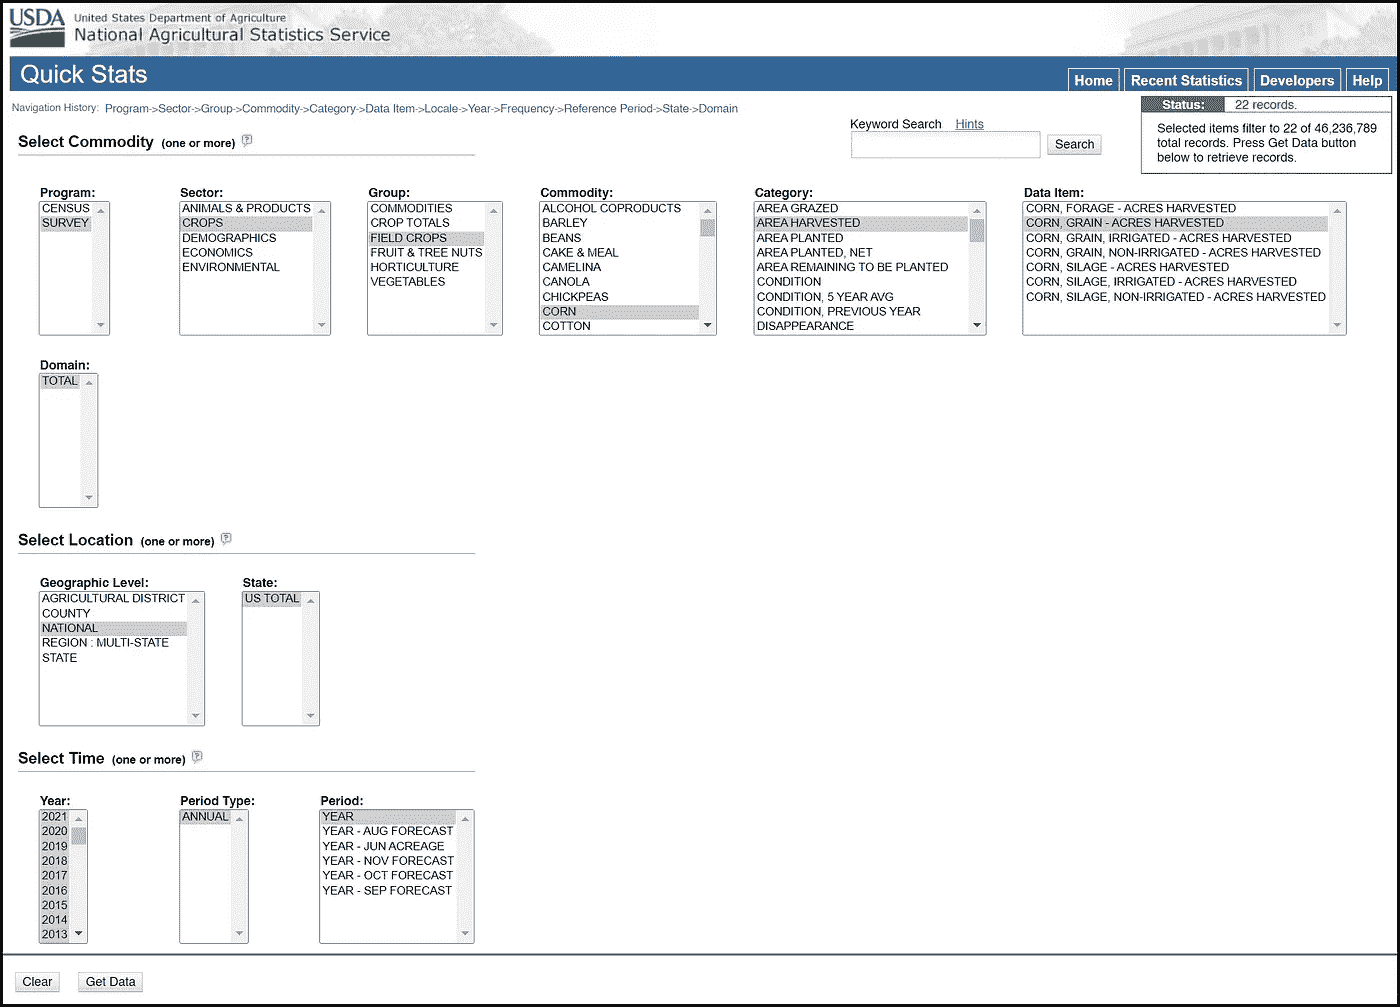 USDA
United States Department of Agriculture
National Agricultural Statistics Service
Quick Stats
Home
Recent Statistics
Developers
Help
Navigation History: Program->Sector->Group->Commodity->Category->Data Item->Locale->Year->Frequency->Reference Period->State->Domain
Status: 22 records.
Selected items filter to 22 of 46,236,789
total records. Press Get Data button
below to retrieve records.
Keyword Search Hints
Search
Select Commodity (one or more) ?
Program:
CENSUS
SURVEY
Sector:
ANIMALS & PRODUCTS
CROPS
DEMOGRAPHICS
ECONOMICS
ENVIRONMENTAL
Group:
COMMODITIES
CROP TOTALS
FIELD CROPS
FRUIT & TREE NUTS
HORTICULTURE
VEGETABLES
Commodity:
ALCOHOL COPRODUCTS
BARLEY
BEANS
CAKE & MEAL
CAMELINA
CANOLA
CHICKPEAS
CORN
COTTON
Category:
AREA GRAZED
AREA HARVESTED
AREA PLANTED
AREA PLANTED, NET
AREA REMAINING TO BE PLANTED
CONDITION
CONDITION, 5 YEAR AVG
CONDITION, PREVIOUS YEAR
DISAPPEARANCE
Data Item:
CORN, FORAGE - ACRES HARVESTED
CORN, GRAIN - ACRES HARVESTED
CORN, GRAIN, IRRIGATED - ACRES HARVESTED
CORN, GRAIN, NON-IRRIGATED - ACRES HARVESTED
CORN, SILAGE - ACRES HARVESTED
CORN, SILAGE, IRRIGATED - ACRES HARVESTED
CORN, SILAGE, NON-IRRIGATED - ACRES HARVESTED
Domain:
TOTAL
Select Location (one or more) ?
Geographic Level:
AGRICULTURAL DISTRICT
COUNTY
NATIONAL
REGION : MULTI-STATE
STATE
State:
US TOTAL
Select Time (one or more) ?
Year:
2021
2020
2019
2018
2017
2016
2015
2014
2013
Period Type:
ANNUAL
Period:
YEAR
YEAR - AUG FORECAST
YEAR - JUN ACREAGE
YEAR - NOV FORECAST
YEAR - OCT FORECAST
YEAR - SEP FORECAST
Clear
Get Data